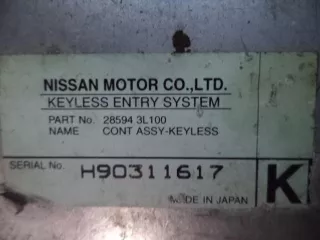 NISSAN MOTOR CO.,LTD.
KEYLESS ENTRY SYSTEM
PART No. 28594 3L100
NAME CONT ASSY-KEYLESS
SERIAL No. H90311617
K
MADE IN JAPAN